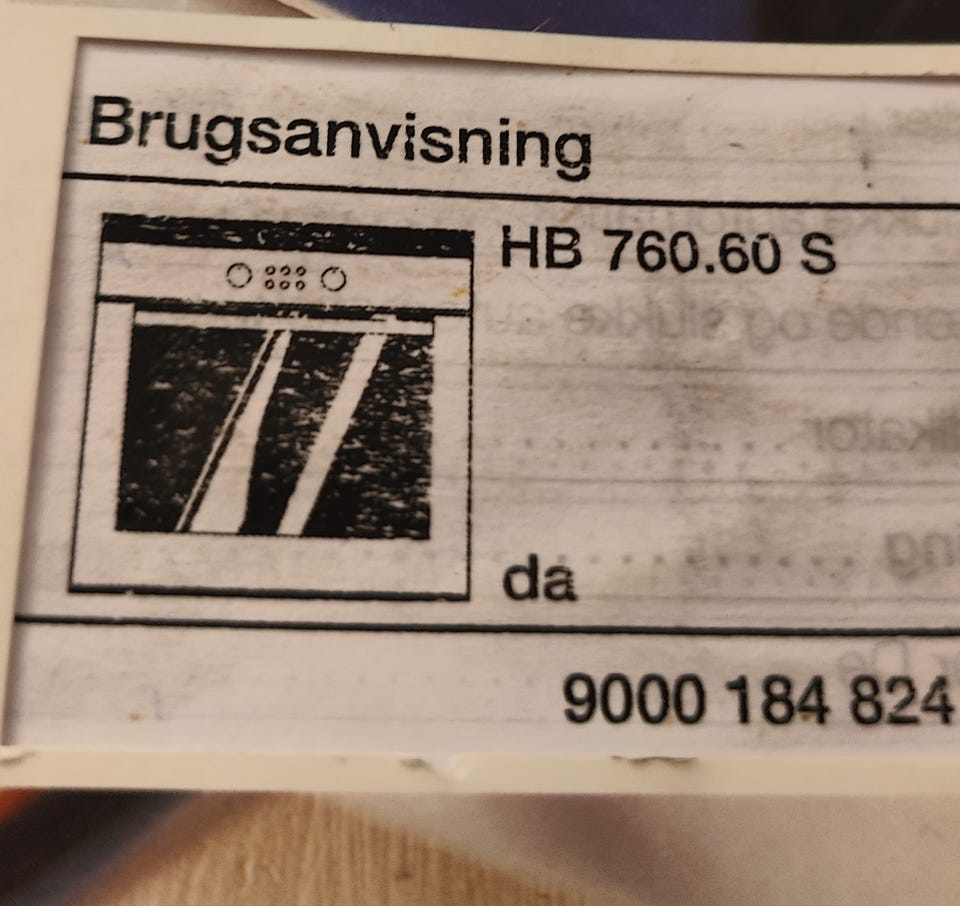 Brugsanvisning
HB 760.60 S
da
9000 184 824